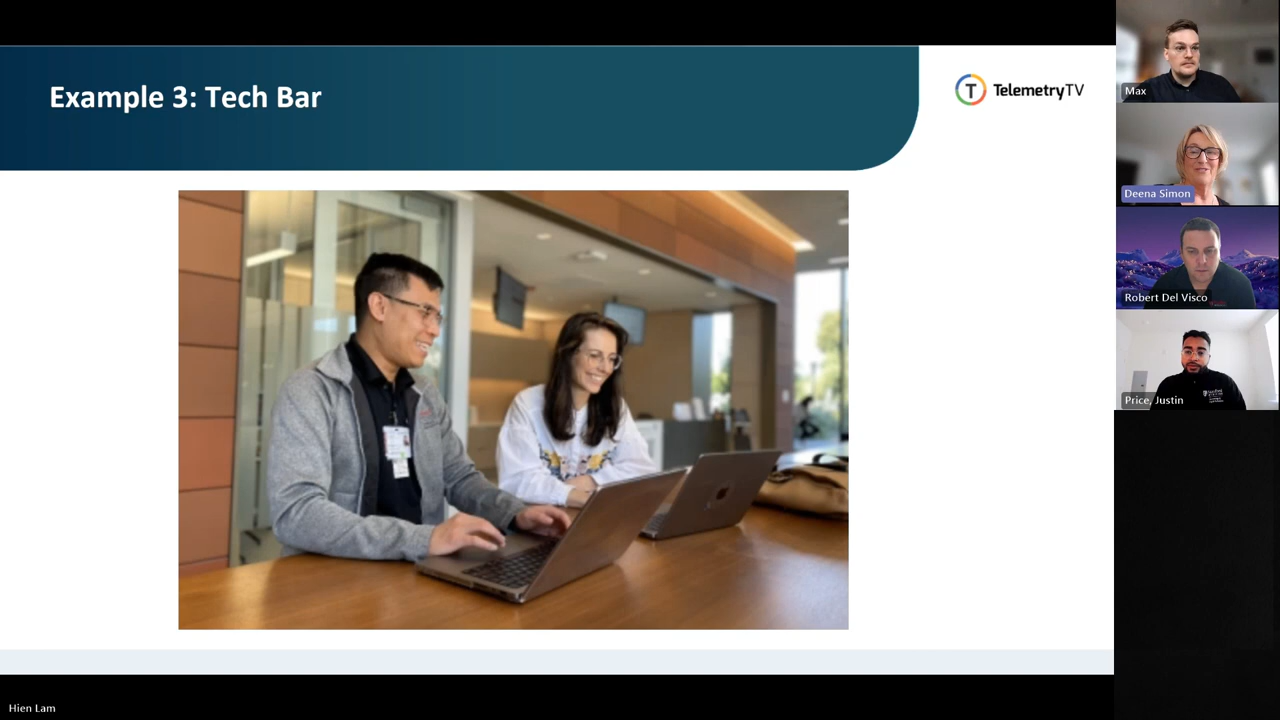 Example 3: Tech Bar
T TelemetryTV
Max
Deena Simon
Robert Del Visco
Price, Justin
Hien Lam